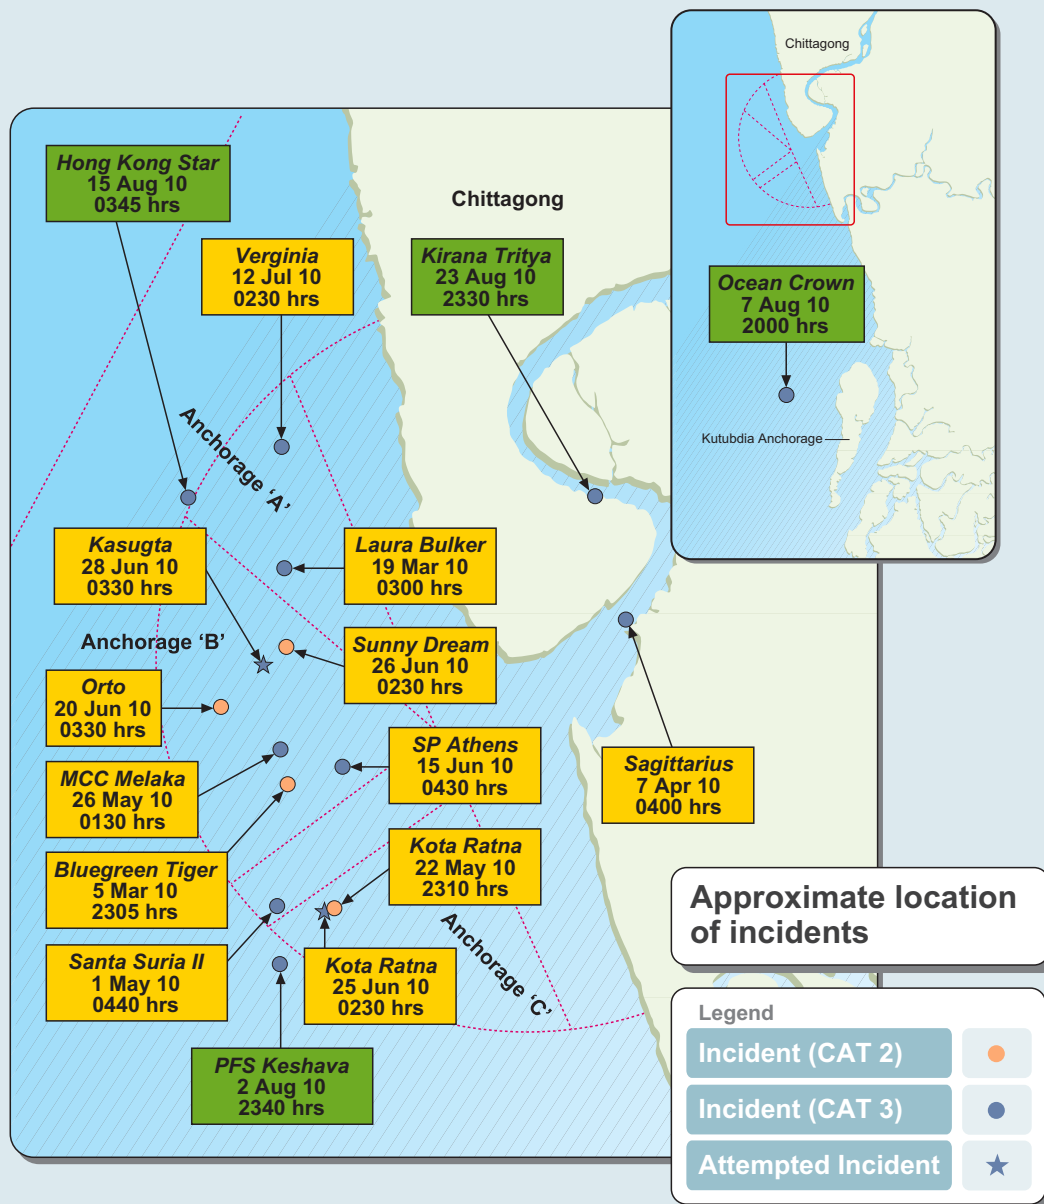 Chittagong
Ocean Crown
7 Aug 10
2000 hrs
Kutubdia Anchorage
Hong Kong Star
15 Aug 10
0345 hrs
Chittagong
Verginia
12 Jul 10
0230 hrs
Kirana Tritya
23 Aug 10
2330 hrs
Anchorage ‘A’
Kasugta
28 Jun 10
0330 hrs
Laura Bulker
19 Mar 10
0300 hrs
Anchorage ‘B’
Sunny Dream
26 Jun 10
0230 hrs
Orto
20 Jun 10
0330 hrs
SP Athens
15 Jun 10
0430 hrs
Sagittarius
7 Apr 10
0400 hrs
MCC Melaka
26 May 10
0130 hrs
Kota Ratna
22 May 10
2310 hrs
Bluegreen Tiger
5 Mar 10
2305 hrs
Anchorage ‘C’
Santa Suria II
1 May 10
0440 hrs
Kota Ratna
25 Jun 10
0230 hrs
PFS Keshava
2 Aug 10
2340 hrs
Approximate location
of incidents
Legend
Incident (CAT 2)
Incident (CAT 3)
Attempted Incident